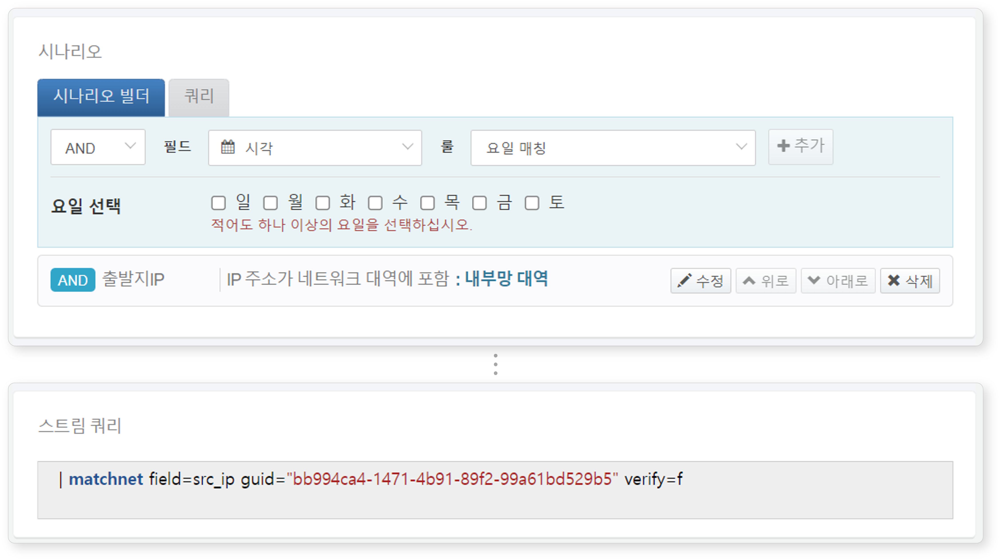 시나리오
시나리오 빌더 쿼리
AND 필드 시각 룰 요일 매칭 추가
요일 선택 일 월 화 수 목 금 토
적어도 하나 이상의 요일을 선택하십시오.
AND 출발지IP IP 주소가 네트워크 대역에 포함 : 내부망 대역 수정 위로 아래로 삭제
스트림 쿼리
| matchnet field=src_ip guid="bb994ca4-1471-4b91-89f2-99a61bd529b5" verify=f